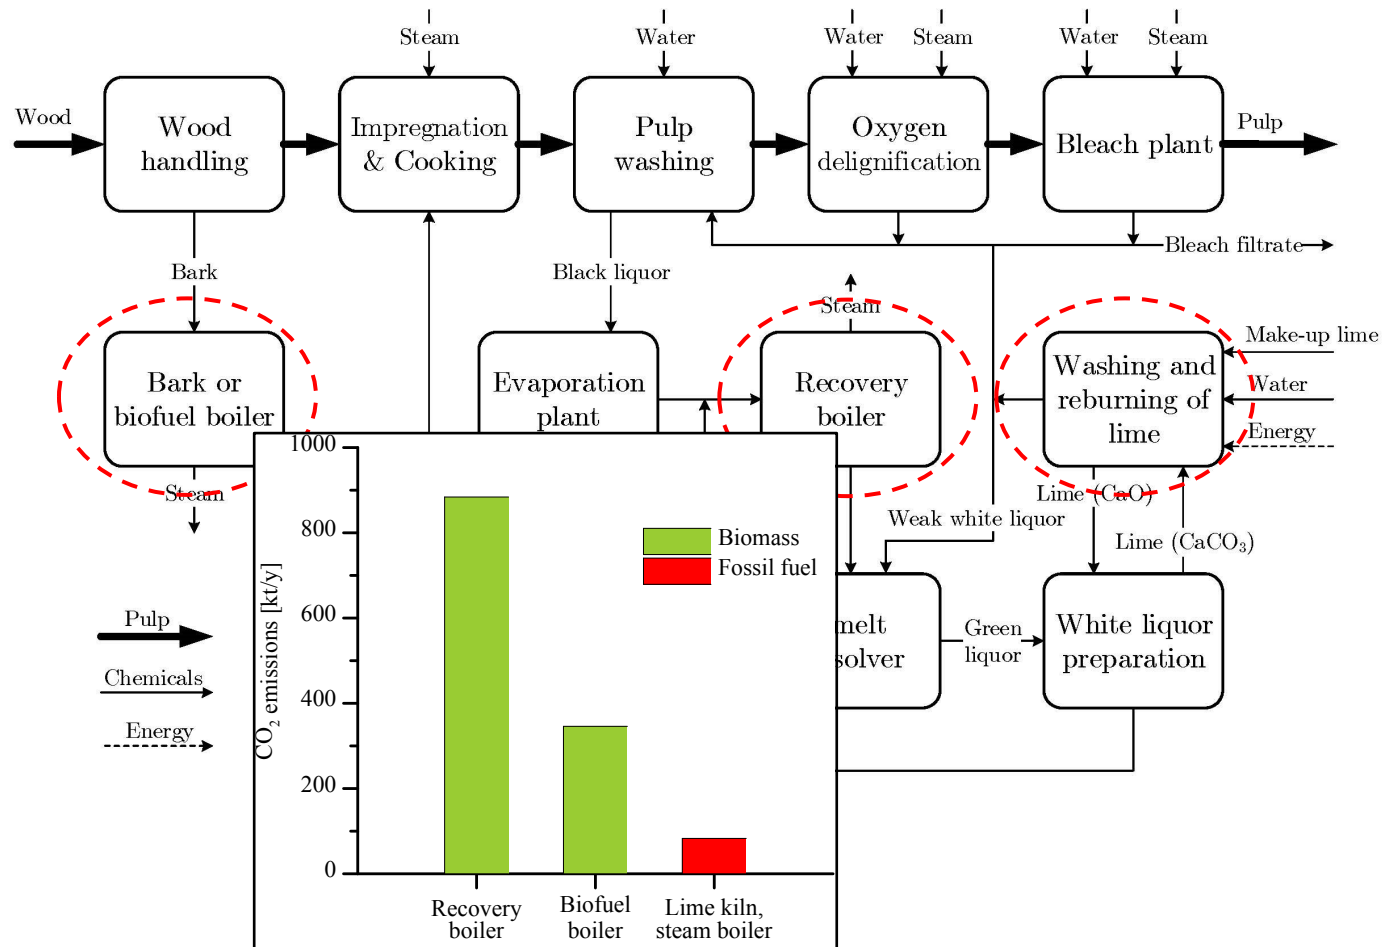 Steam
Water
Water
Steam
Water
Steam
Wood
Wood
handling
Impregnation
& Cooking
Pulp
washing
Oxygen
delignification
Bleach plant
Pulp
Bleach filtrate
Bark
Black liquor
Steam
Bark or
biofuel boiler
Evaporation
plant
Recovery
boiler
Washing and
reburning of
lime
Make-up lime
Water
Energy
Steam
Lime (CaO)
Weak white liquor
Lime (CaCO₃)
melt
solver
Green
liquor
White liquor
preparation
Pulp
Chemicals
Energy
CO₂ emissions [kt/y]
1000
800
600
400
200
0
Biomass
Fossil fuel
Recovery
boiler
Biofuel
boiler
Lime kiln,
steam boiler